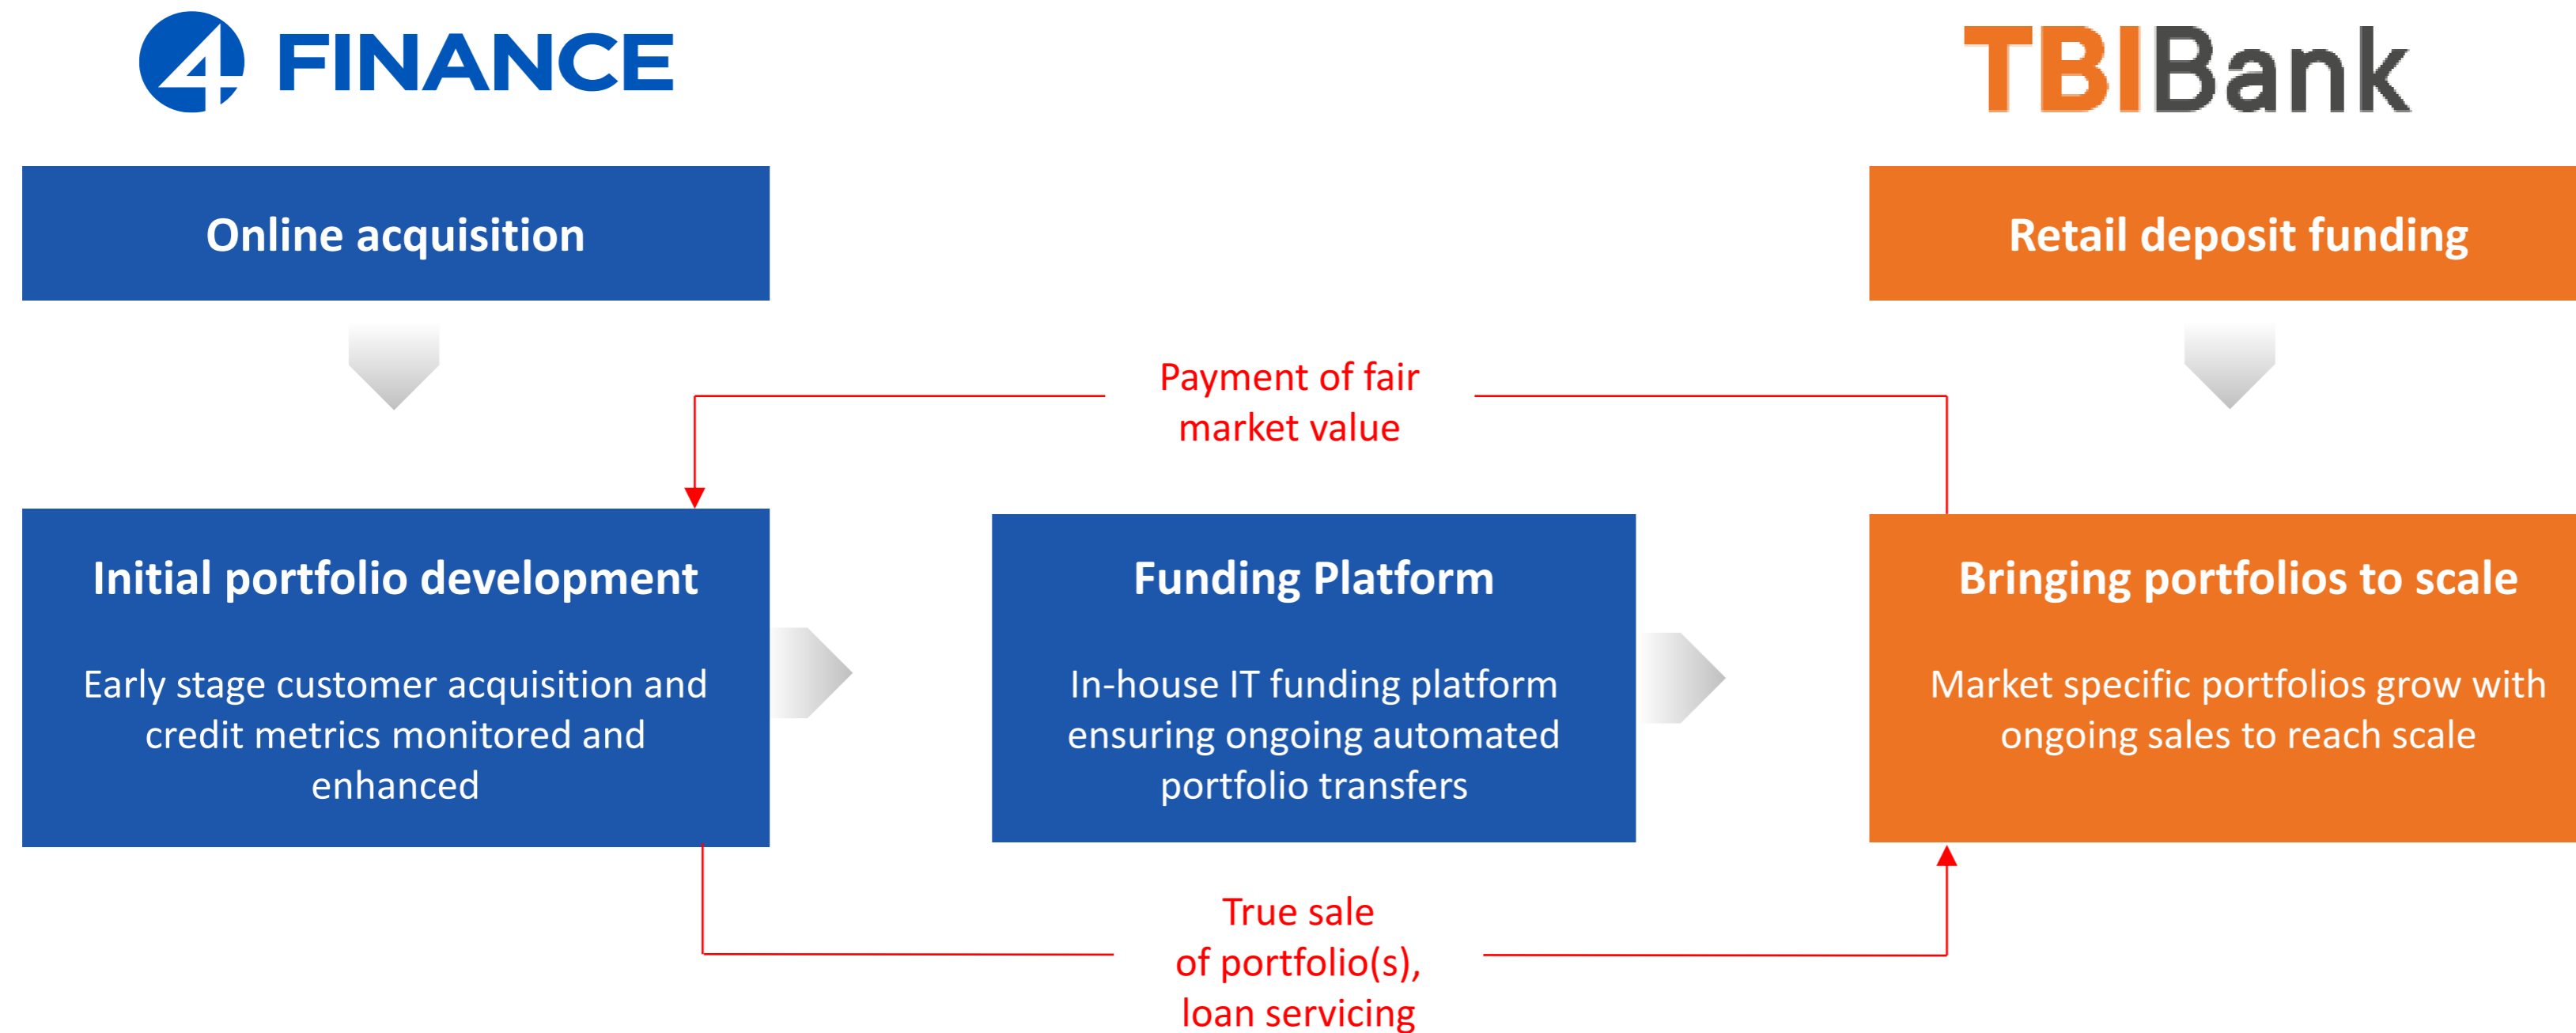 4 FINANCE
TBIBank
Online acquisition
Retail deposit funding
Payment of fair
market value
Initial portfolio development
Early stage customer acquisition and
credit metrics monitored and
enhanced
Funding Platform
In-house IT funding platform
ensuring ongoing automated
portfolio transfers
Bringing portfolios to scale
Market specific portfolios grow with
ongoing sales to reach scale
True sale
of portfolio(s),
loan servicing